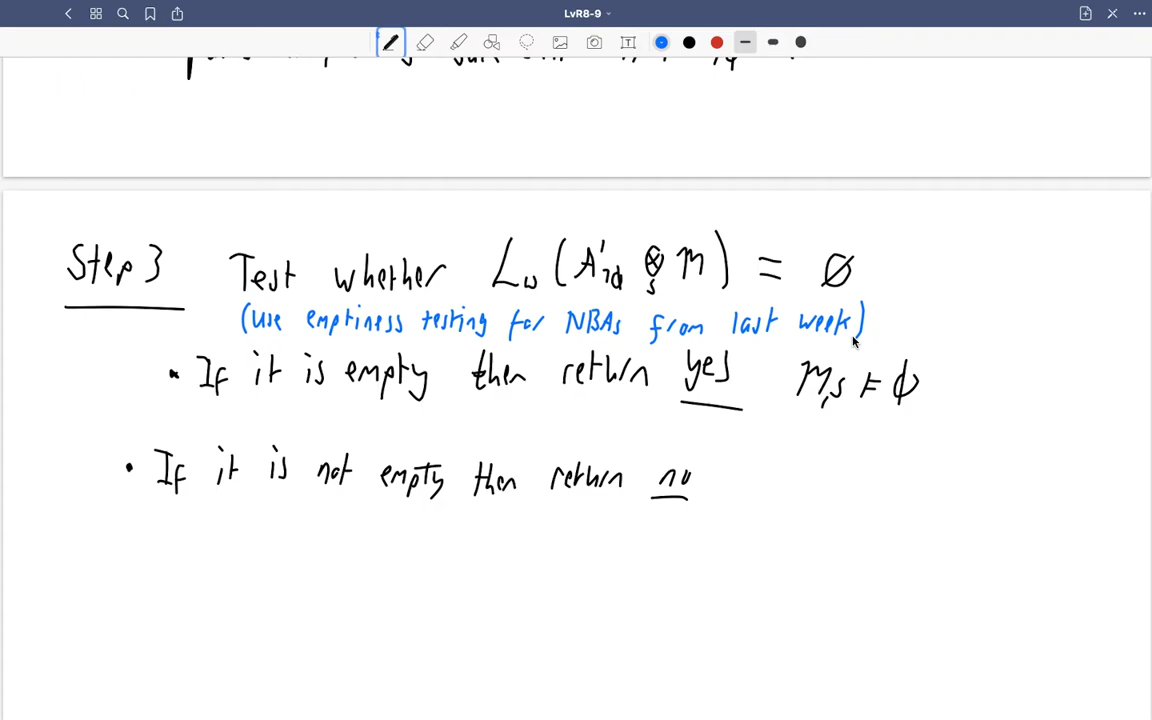 LvR8-9
Step 3 Test whether Lω(A'¬ϕ ⊗s M) = ∅
(use emptiness testing for NBAs from last week)
• If it is empty then return yes M,s ⊨ ϕ
• If it is not empty then return no